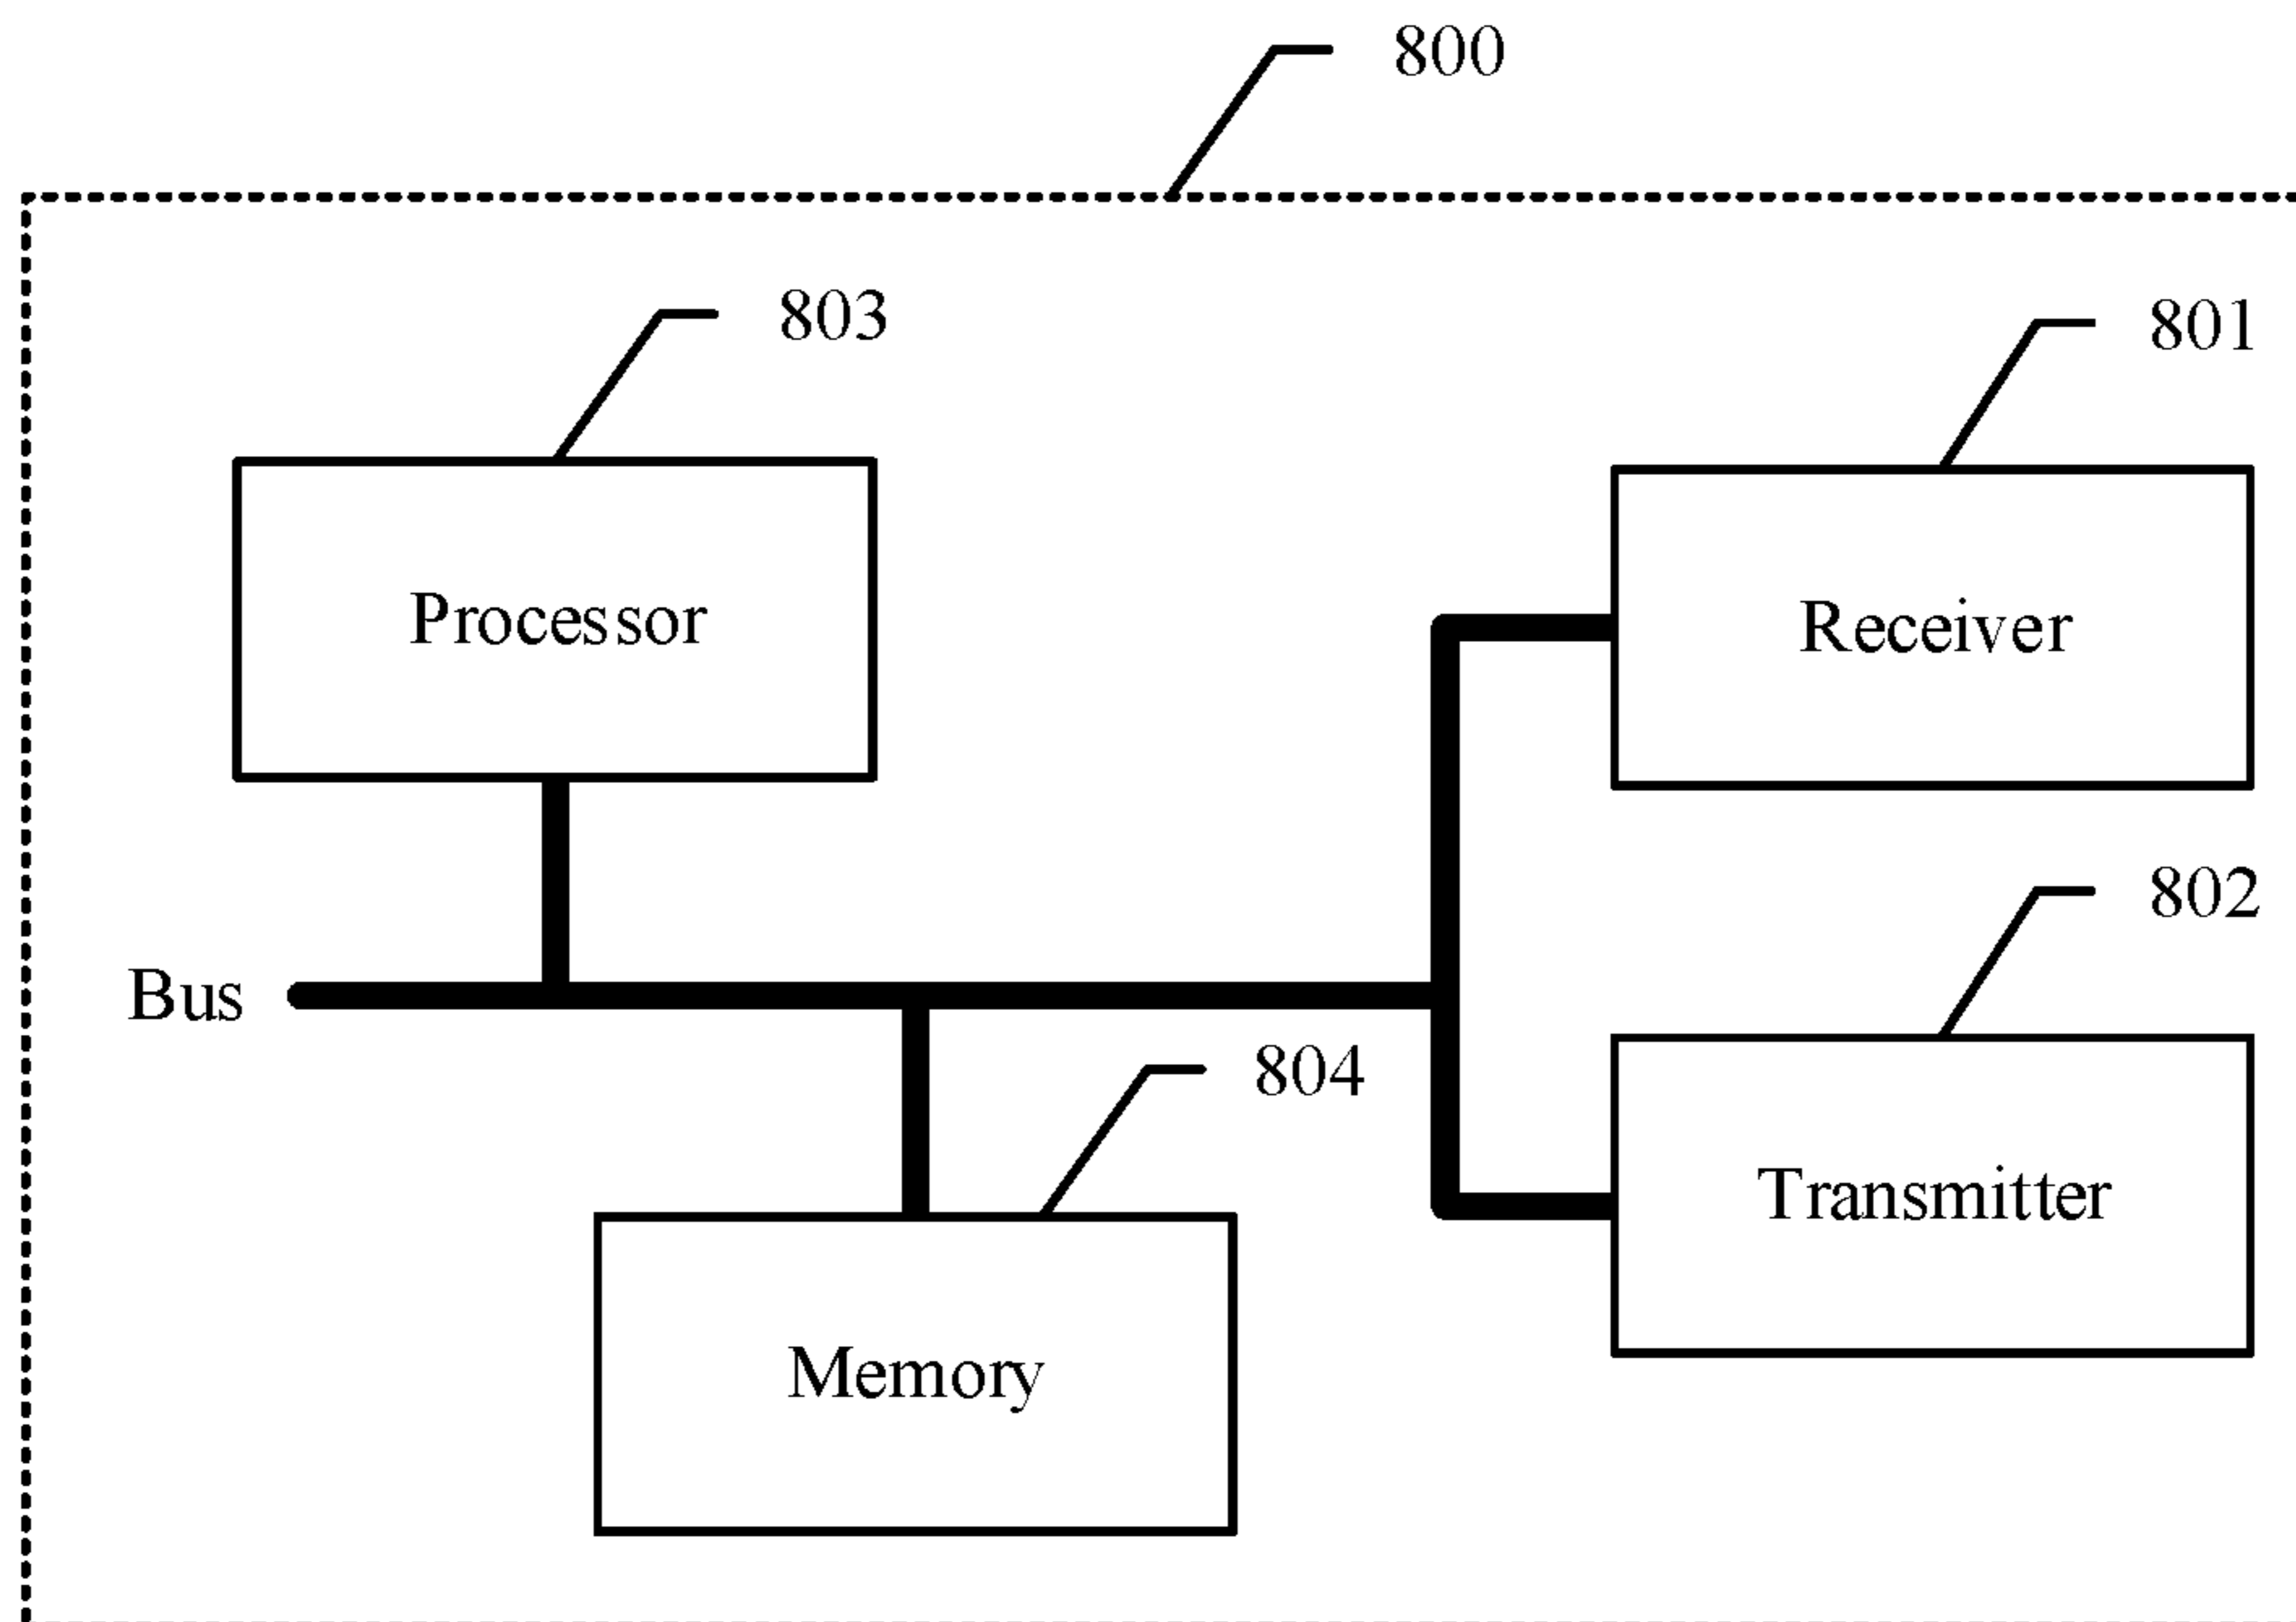 800
803
801
Processor
Receiver
802
Bus
804
Transmitter
Memory